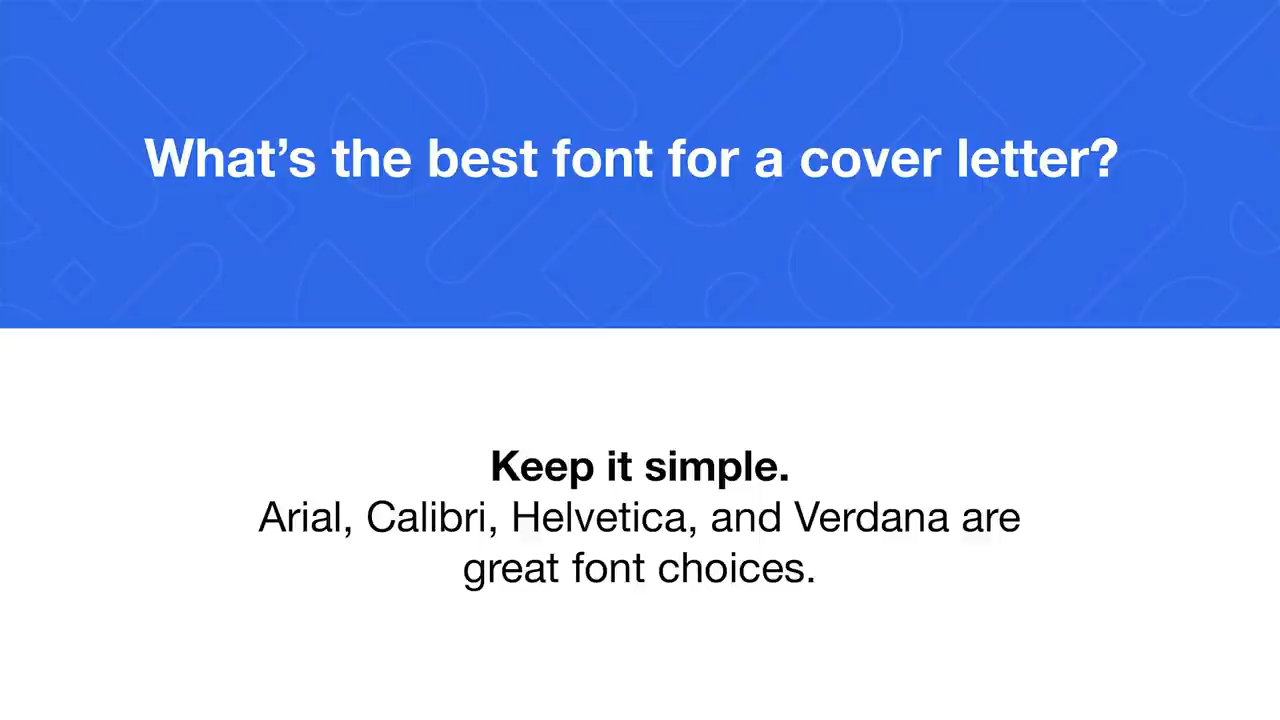 What’s the best font for a cover letter?
Keep it simple.
Arial, Calibri, Helvetica, and Verdana are
great font choices.